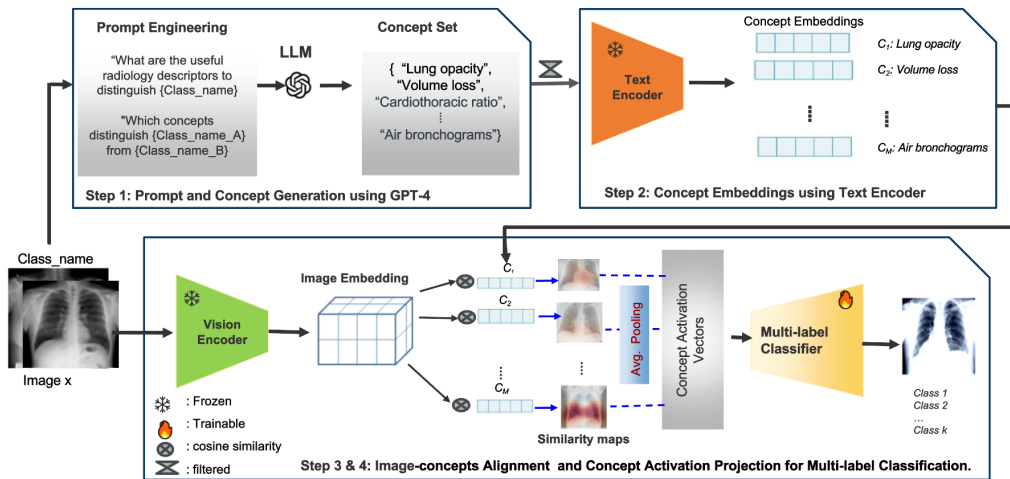 Prompt Engineering
“What are the useful
radiology descriptors to
distinguish {Class_name}
“Which concepts
distinguish {Class_name_A}
from {Class_name_B}
LLM
Concept Set
{ “Lung opacity”,
“Volume loss”,
“Cardiothoracic ratio”,
“Air bronchograms”}
Step 1: Prompt and Concept Generation using GPT-4
Text
Encoder
Concept Embeddings
C1: Lung opacity
C2: Volume loss
CM: Air bronchograms
Step 2: Concept Embeddings using Text Encoder
Class_name
Image x
Vision
Encoder
Image Embedding
C1
C2
CM
Similarity maps
Avg. Pooling
Concept Activation
Vectors
Multi-label
Classifier
Class 1
Class 2
...
Class k
: Frozen
: Trainable
: cosine similarity
: filtered
Step 3 & 4: Image-concepts Alignment and Concept Activation Projection for Multi-label Classification.